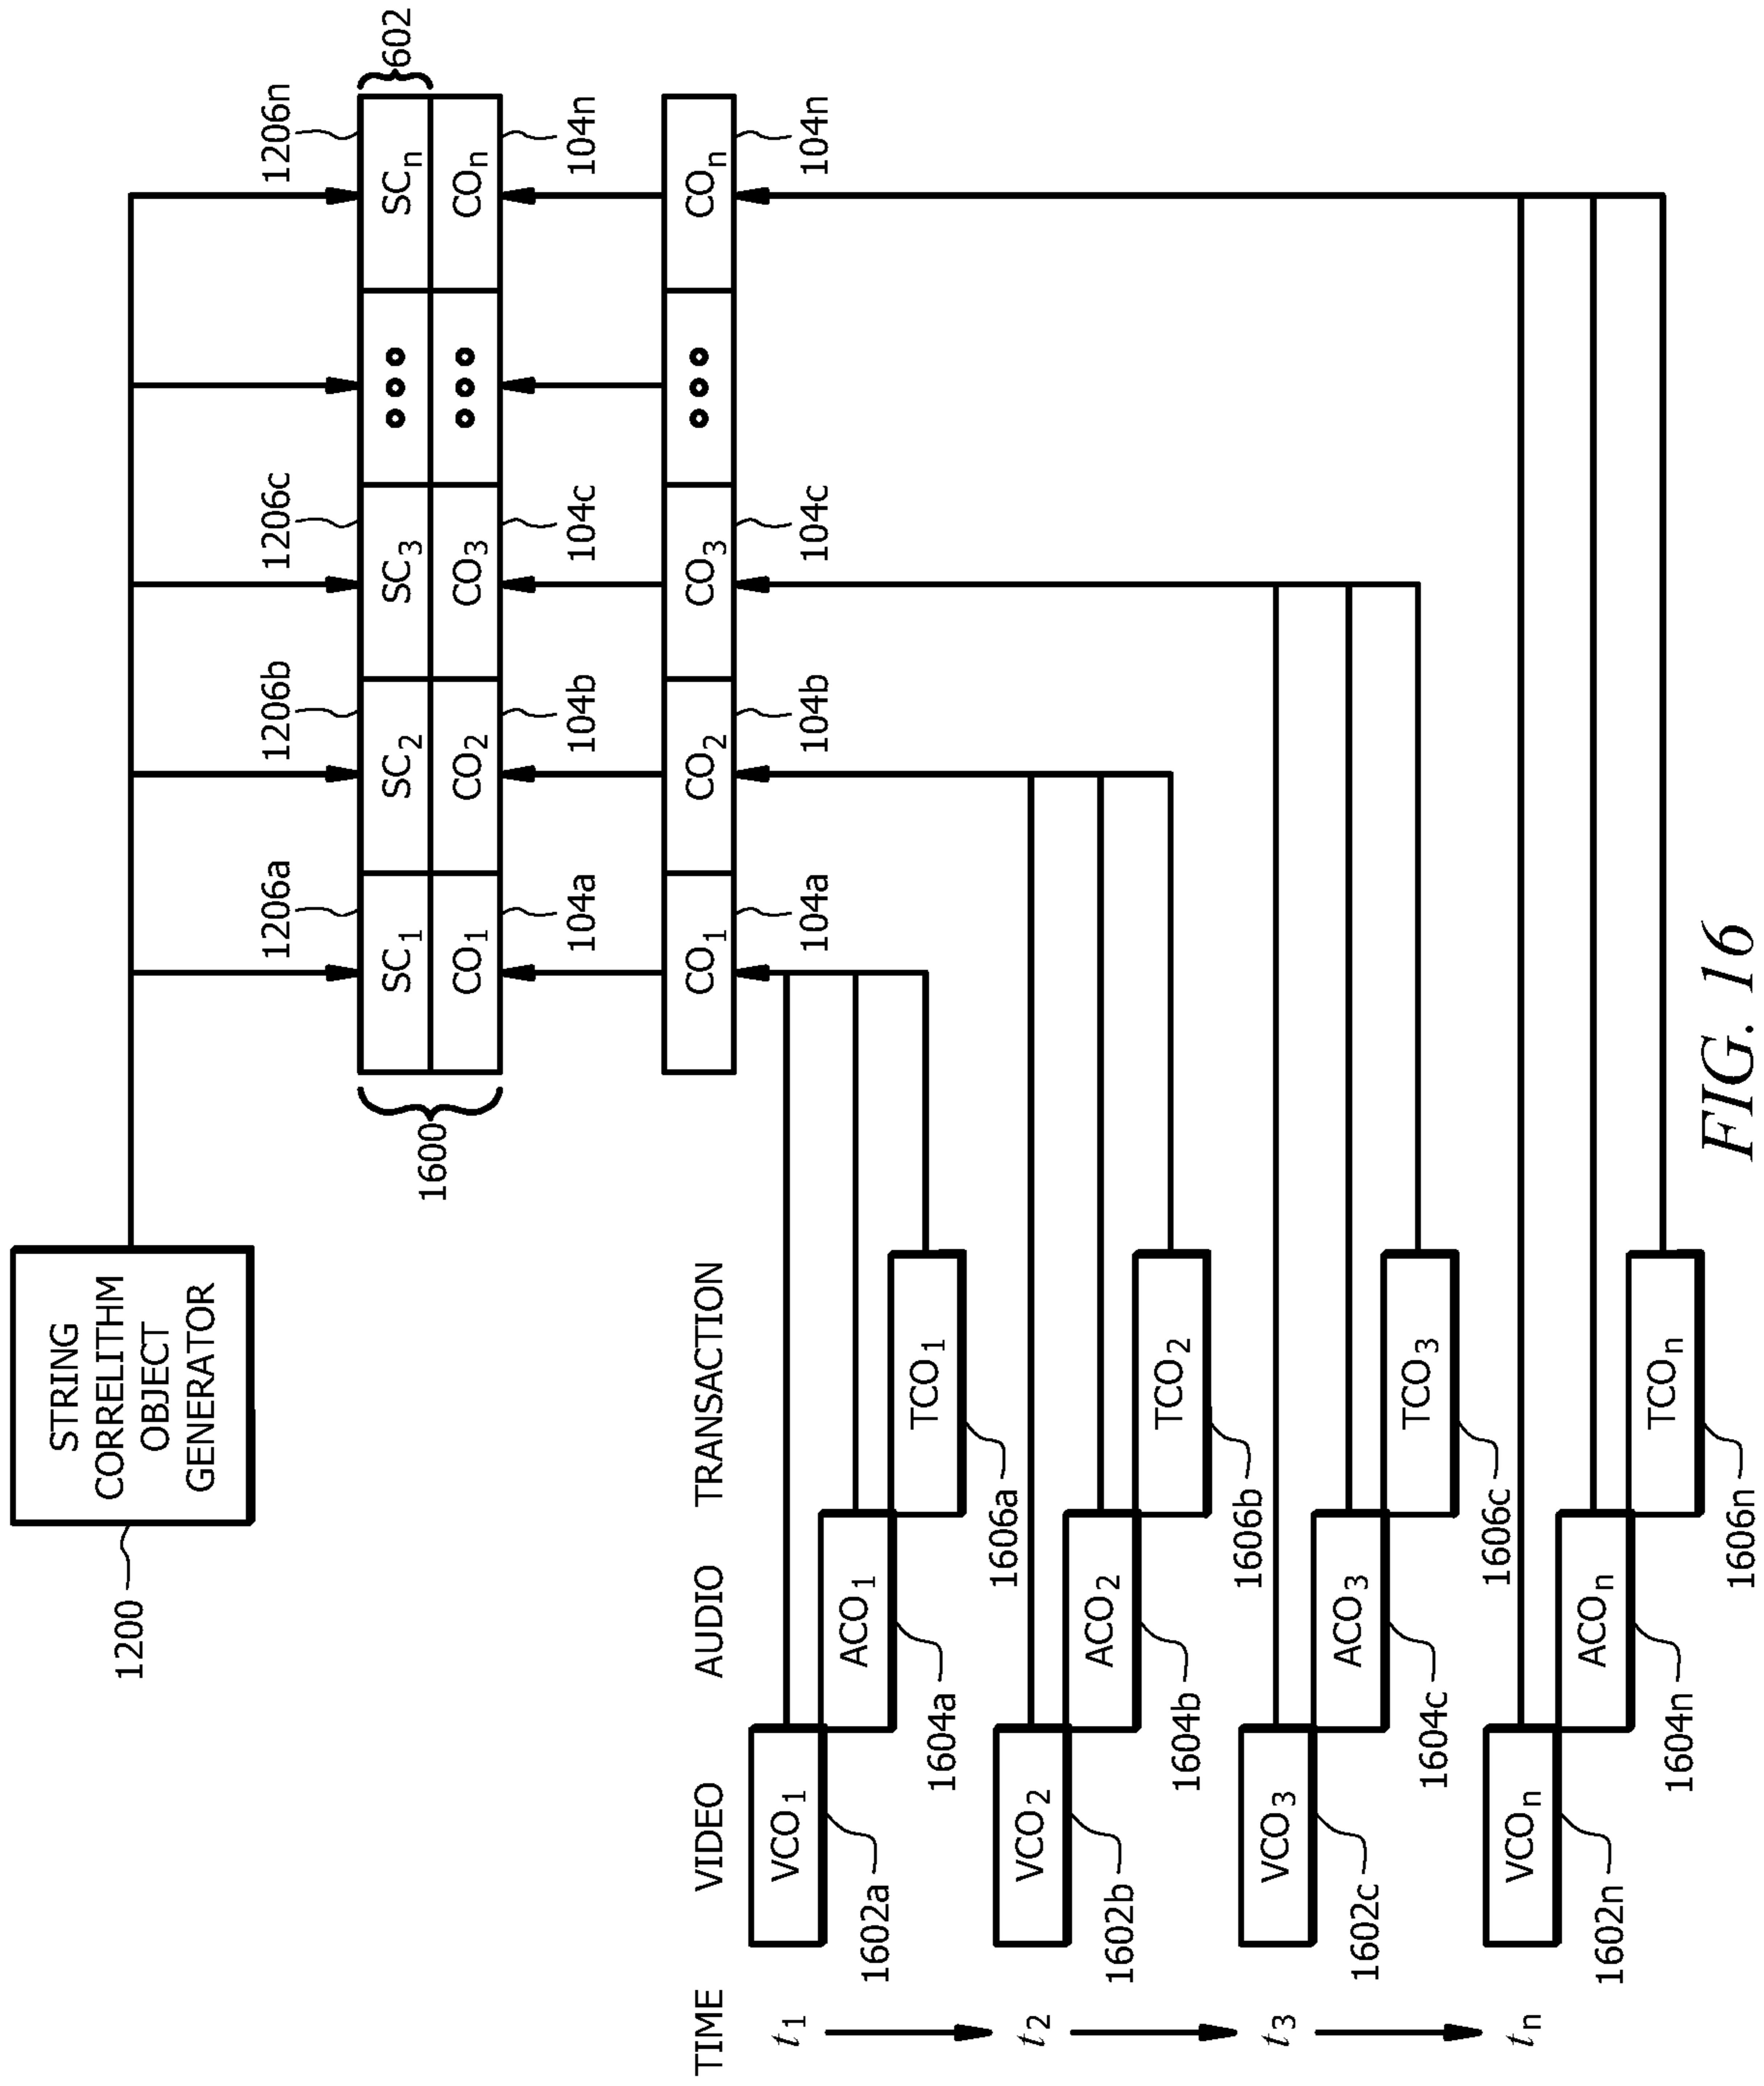 STRING
CORRELITHM
OBJECT
GENERATOR
1200
1206a 1206b 1206c 1206n
602
1600
SC1 SC2 SC3 SCn
CO1 CO2 CO3 COn
104a 104b 104c 104n
CO1 CO2 CO3 COn
104a 104b 104c 104n
TIME VIDEO AUDIO TRANSACTION
t1 VCO1 ACO1 TCO1
1602a 1604a 1606a
t2 VCO2 ACO2 TCO2
1602b 1604b 1606b
t3 VCO3 ACO3 TCO3
1602c 1604c 1606c
tn VCOn ACOn TCOn
1602n 1604n 1606n
FIG. 16